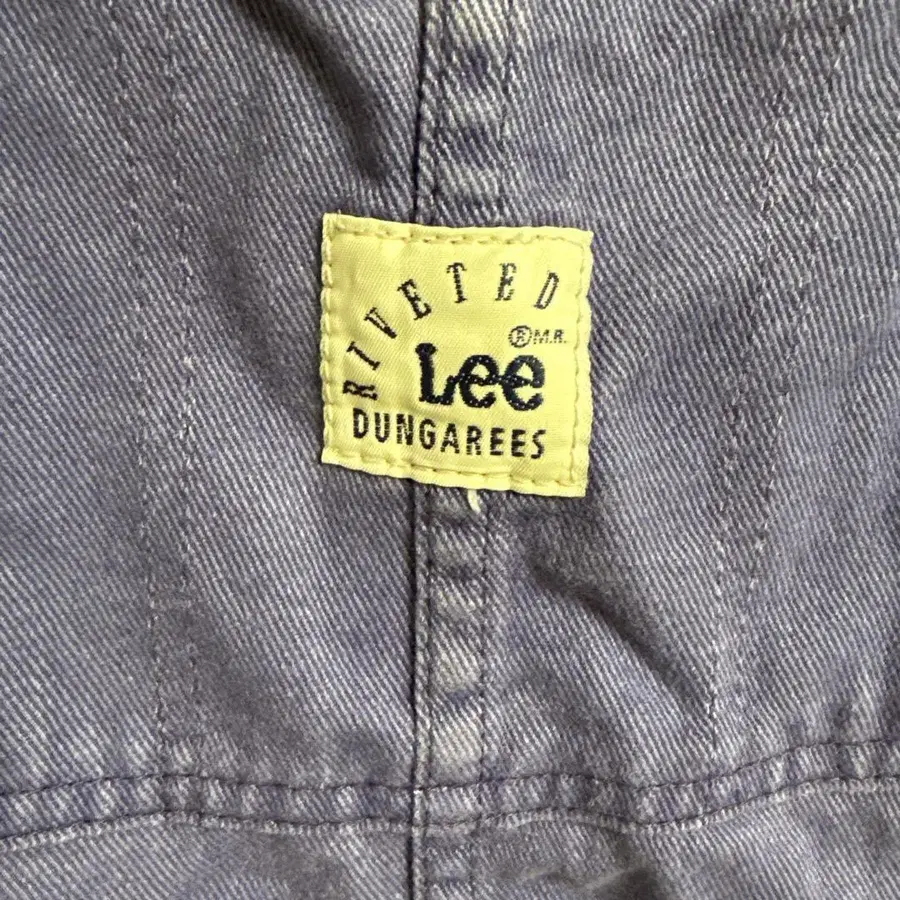 RIVETED
®M.R.
Lee
DUNGAREES